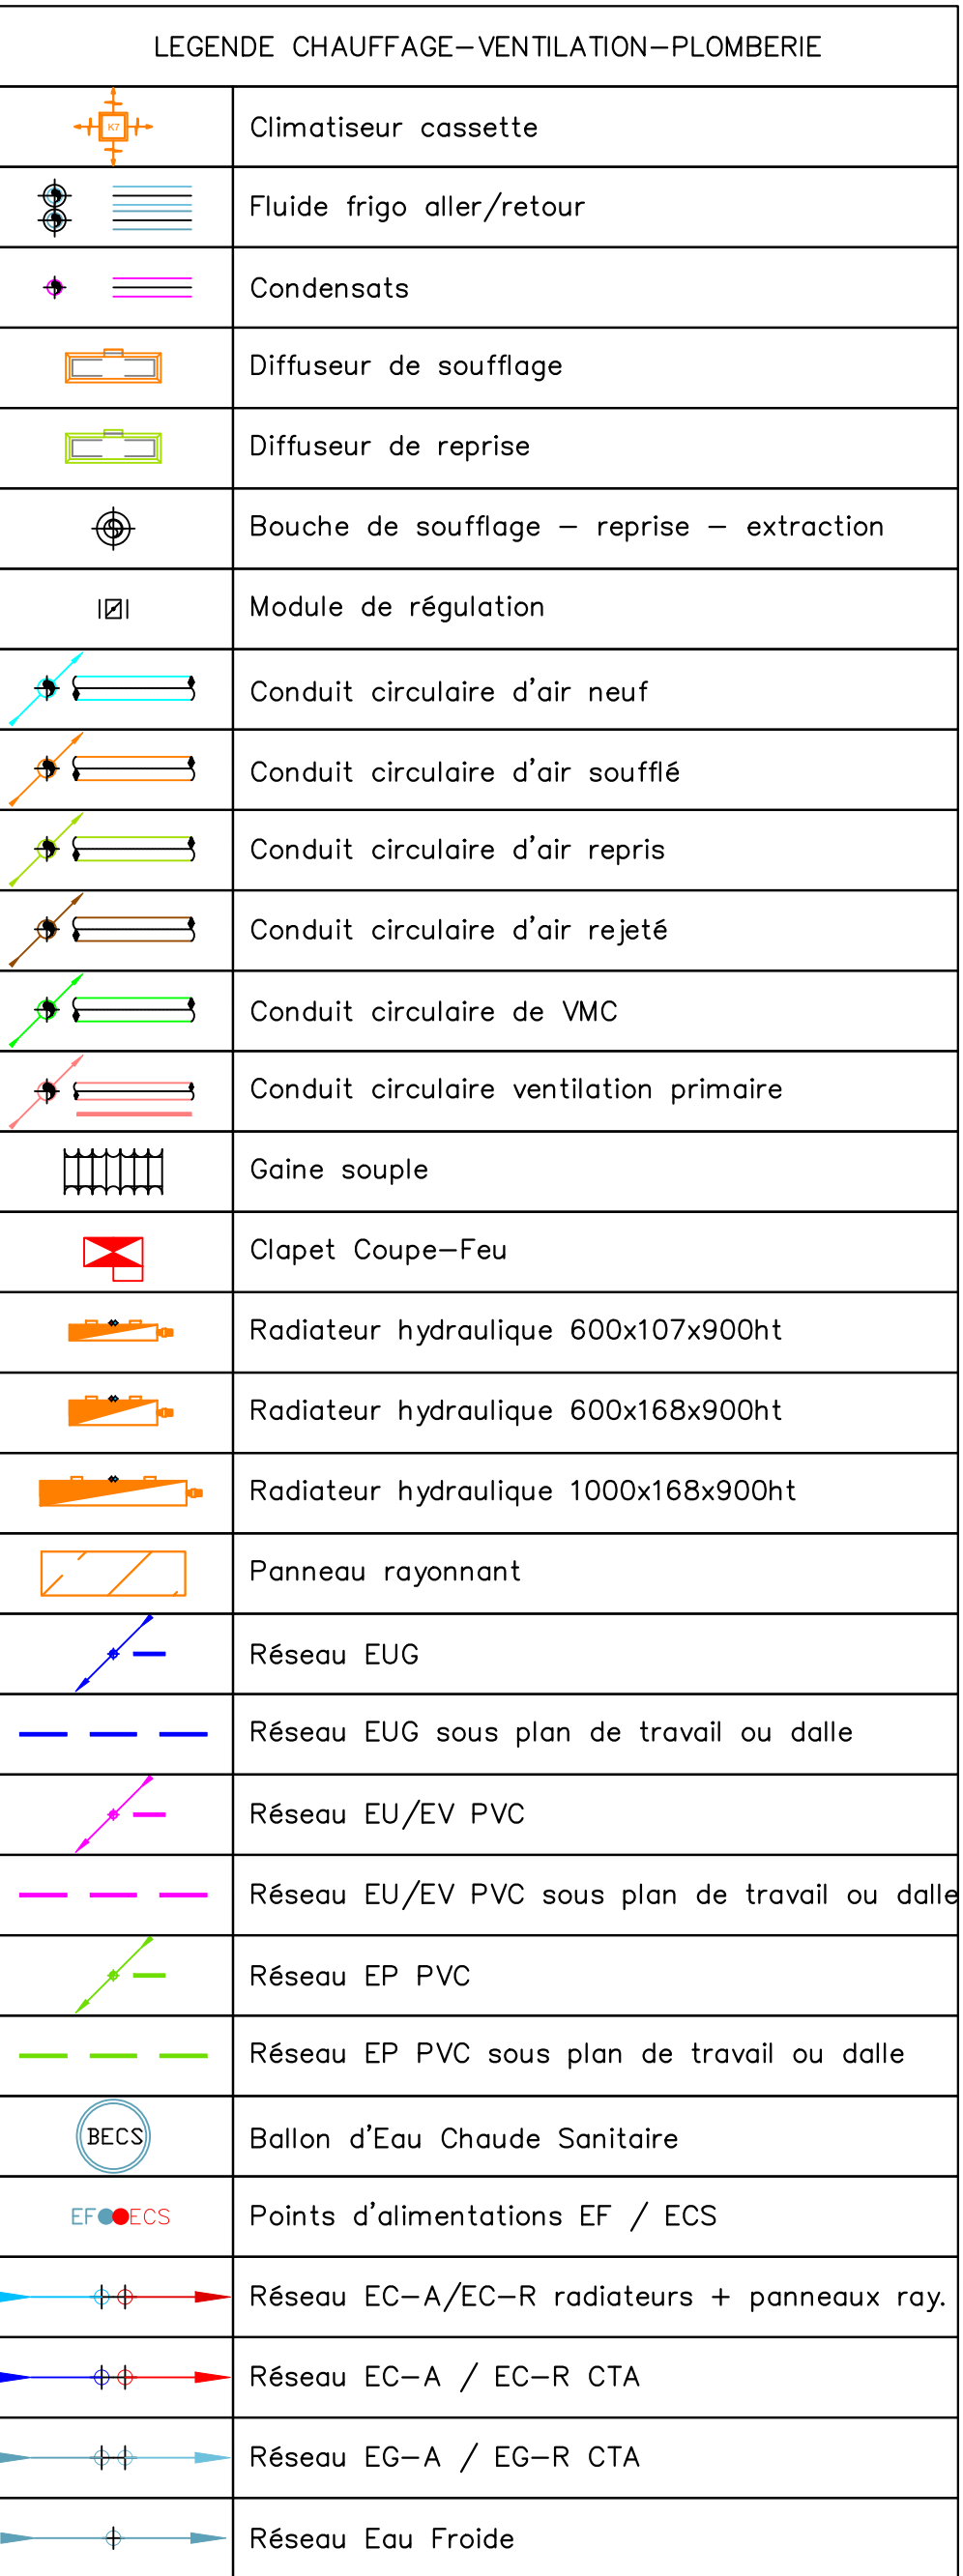 LEGENDE CHAUFFAGE-VENTILATION-PLOMBERIE
K7
Climatiseur cassette
Fluide frigo aller/retour
Condensats
Diffuseur de soufflage
Diffuseur de reprise
Bouche de soufflage - reprise - extraction
Module de régulation
Conduit circulaire d'air neuf
Conduit circulaire d'air soufflé
Conduit circulaire d'air repris
Conduit circulaire d'air rejeté
Conduit circulaire de VMC
Conduit circulaire ventilation primaire
Gaine souple
Clapet Coupe-Feu
Radiateur hydraulique 600x107x900ht
Radiateur hydraulique 600x168x900ht
Radiateur hydraulique 1000x168x900ht
Panneau rayonnant
Réseau EUG
Réseau EUG sous plan de travail ou dalle
Réseau EU/EV PVC
Réseau EU/EV PVC sous plan de travail ou dalle
Réseau EP PVC
Réseau EP PVC sous plan de travail ou dalle
BECS
Ballon d'Eau Chaude Sanitaire
EF ECS
Points d'alimentations EF / ECS
Réseau EC-A/EC-R radiateurs + panneaux ray.
Réseau EC-A / EC-R CTA
Réseau EG-A / EG-R CTA
Réseau Eau Froide